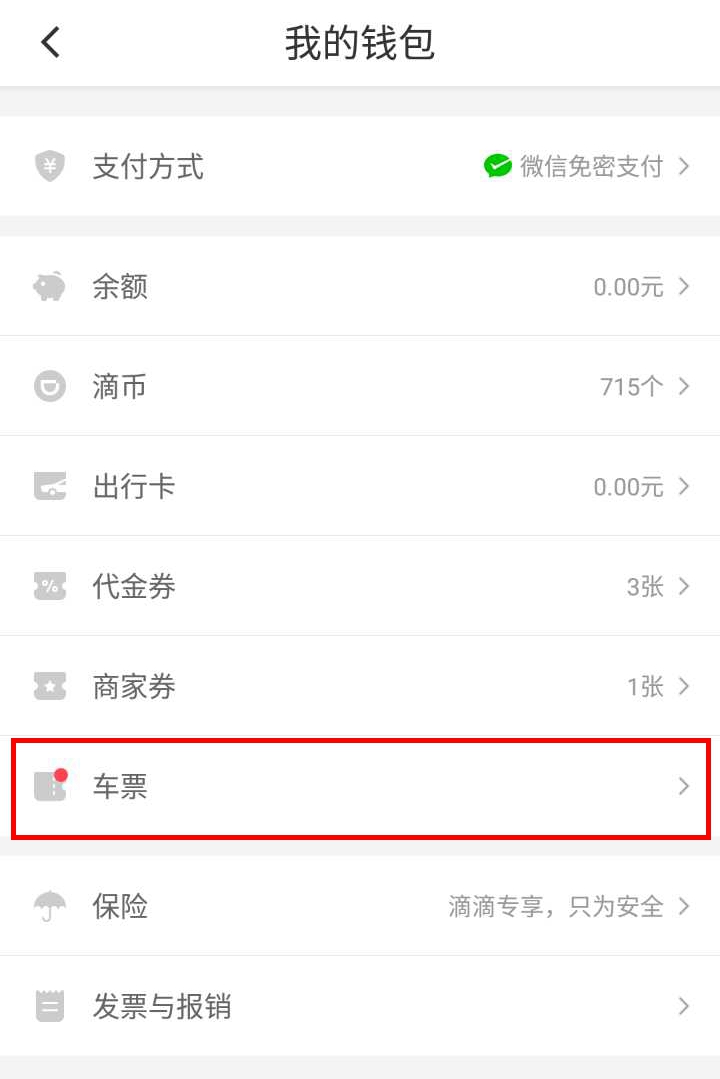 我的钱包
支付方式 微信免密支付
余额 0.00元
滴币 715个
出行卡 0.00元
代金券 3张
商家券 1张
车票
保险 滴滴专享，只为安全
发票与报销